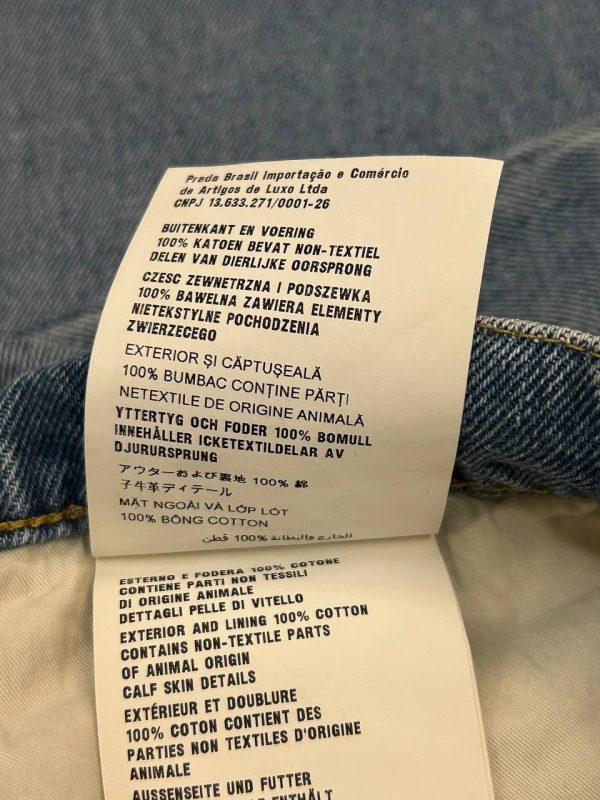 Prada Brasil Importação e Comércio
de Artigos de Luxo Ltda
CNPJ 13.633.271/0001-26
BUITENKANT EN VOERING
100% KATOEN BEVAT NON-TEXTIEL
DELEN VAN DIERLIJKE OORSPRONG
CZESC ZEWNETRZNA I PODSZEWKA
100% BAWELNA ZAWIERA ELEMENTY
NIETEKSTYLNE POCHODZENIA
ZWIERZECEGO
EXTERIOR ȘI CĂPTUȘEALĂ
100% BUMBAC CONȚINE PĂRȚI
NETEXTILE DE ORIGINE ANIMALĂ
YTTERTYG OCH FODER 100% BOMULL
INNEHÅLLER ICKETEXTILDELAR AV
DJURURSPRUNG
アウターおよび裏地 100% 綿
子牛革ディテール
MẶT NGOÀI VÀ LỚP LÓT
100% BÔNG COTTON
الخارج والبطانة 100% قطن
ESTERNO E FODERA 100% COTONE
CONTIENE PARTI NON TESSILI
DI ORIGINE ANIMALE
DETTAGLI PELLE DI VITELLO
EXTERIOR AND LINING 100% COTTON
CONTAINS NON-TEXTILE PARTS
OF ANIMAL ORIGIN
CALF SKIN DETAILS
EXTÉRIEUR ET DOUBLURE
100% COTON CONTIENT DES
PARTIES NON TEXTILES D'ORIGINE
ANIMALE
AUSSENSEITE UND FUTTER
ENTHÄLT